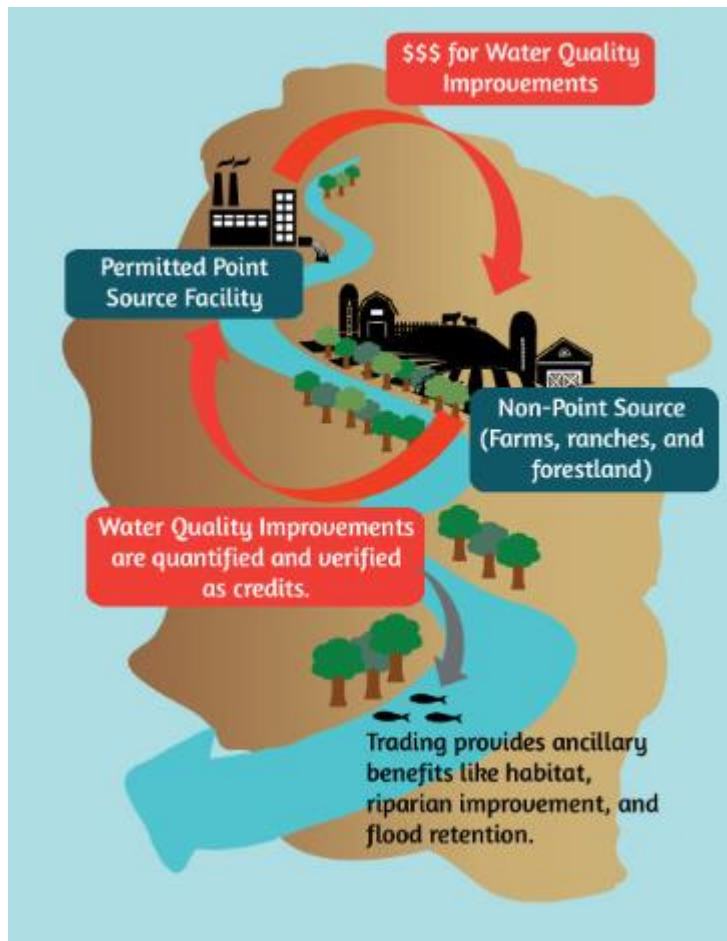 $$$ for Water Quality
Improvements
Permitted Point
Source Facility
Non-Point Source
(Farms, ranches, and
forestland)
Water Quality Improvements
are quantified and verified
as credits.
Trading provides ancillary
benefits like habitat,
riparian improvement, and
flood retention.